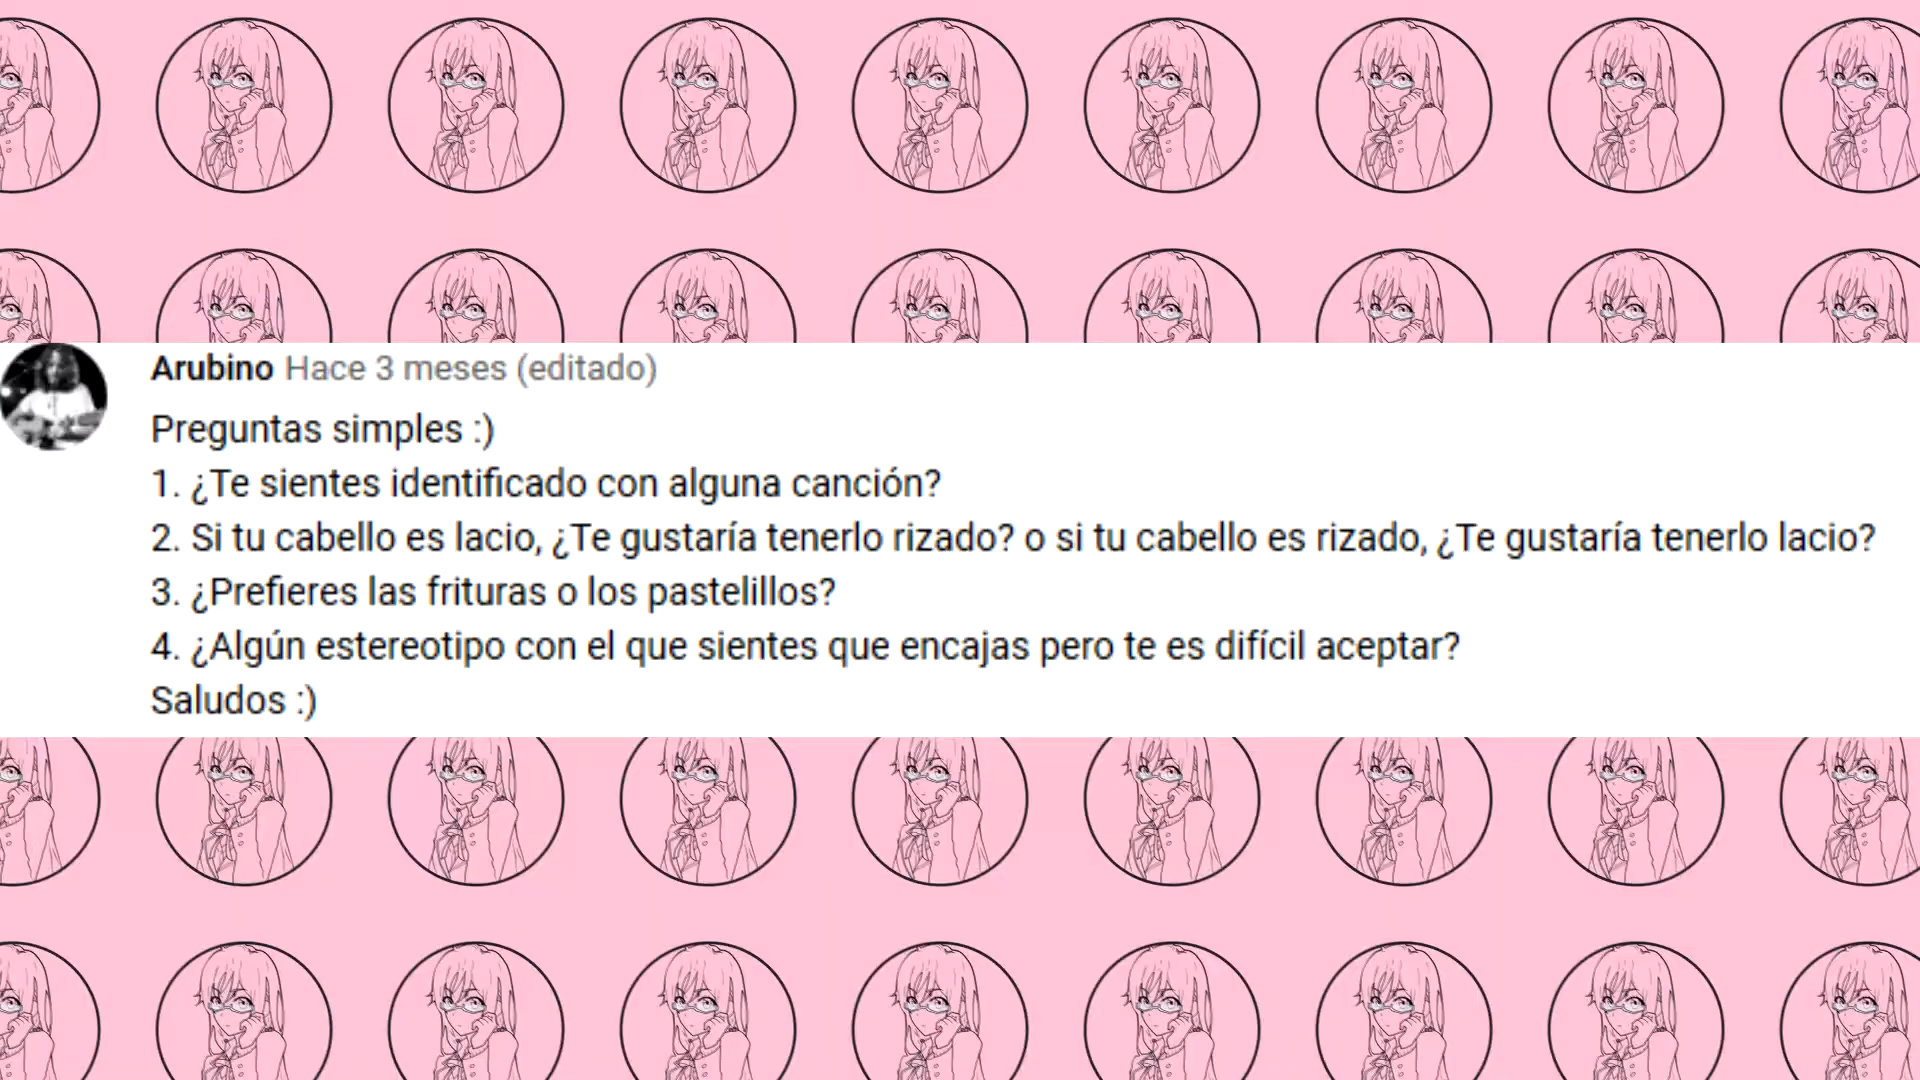 Arubino Hace 3 meses (editado)
Preguntas simples :)
1. ¿Te sientes identificado con alguna canción?
2. Si tu cabello es lacio, ¿Te gustaría tenerlo rizado? o si tu cabello es rizado, ¿Te gustaría tenerlo lacio?
3. ¿Prefieres las frituras o los pastelillos?
4. ¿Algún estereotipo con el que sientes que encajas pero te es difícil aceptar?
Saludos :)